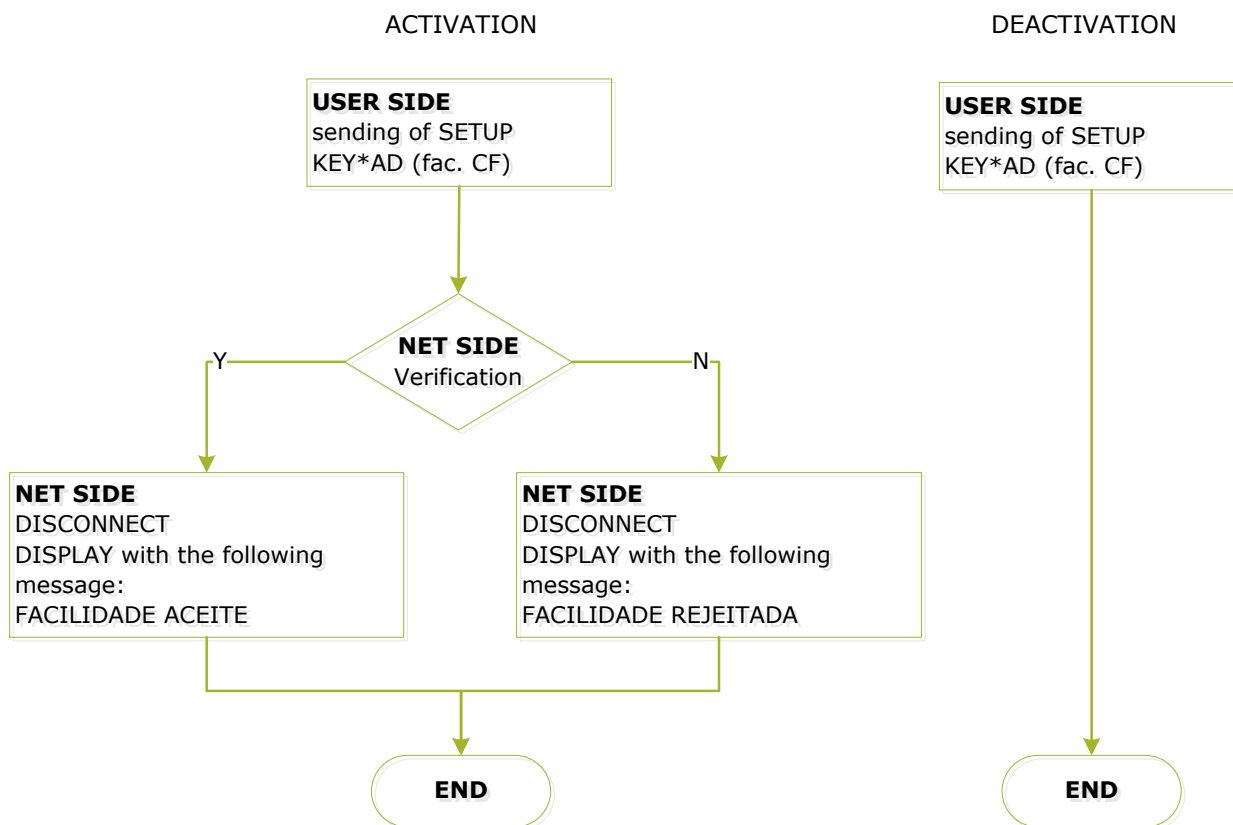 ACTIVATION
DEACTIVATION
USER SIDE
sending of SETUP
KEY*AD (fac. CF)
USER SIDE
sending of SETUP
KEY*AD (fac. CF)
NET SIDE
Verification
Y
N
NET SIDE
DISCONNECT
DISPLAY with the following
message:
FACILIDADE ACEITE
NET SIDE
DISCONNECT
DISPLAY with the following
message:
FACILIDADE REJEITADA
END
END